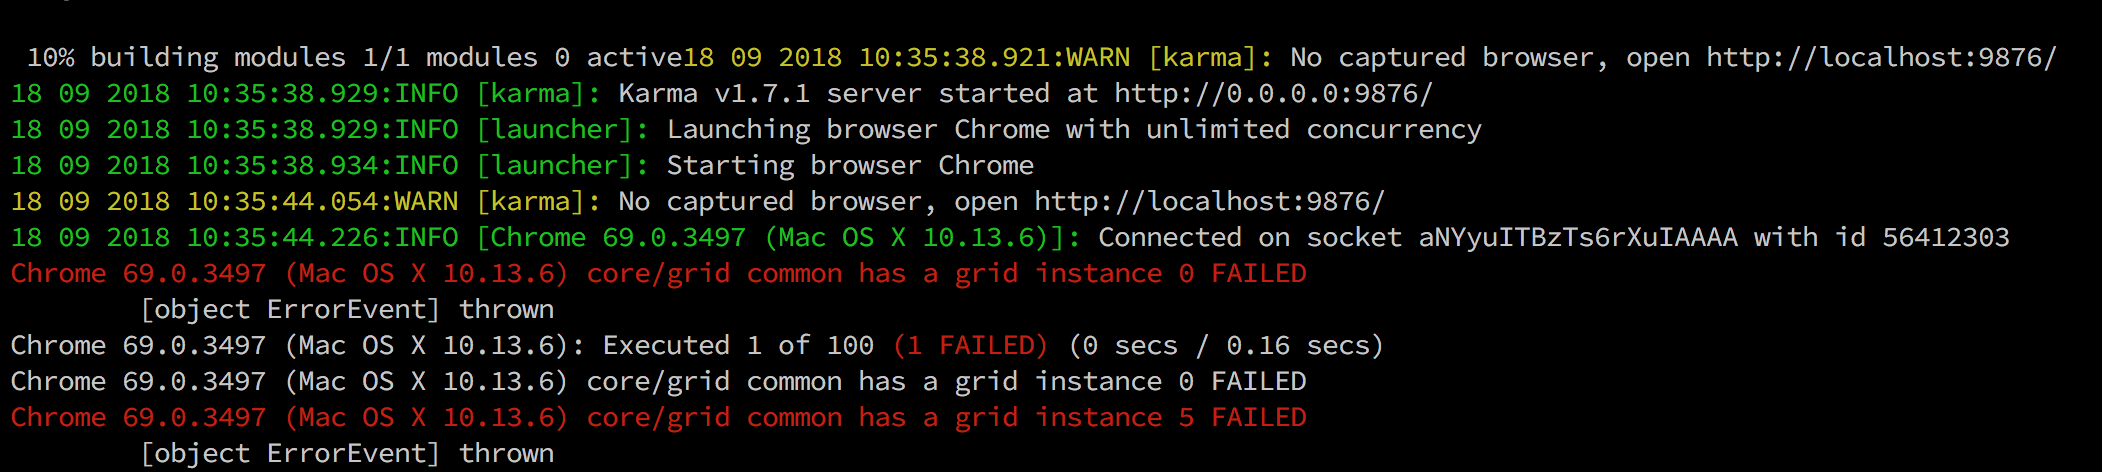 10% building modules 1/1 modules 0 active18 09 2018 10:35:38.921:WARN [karma]: No captured browser, open http://localhost:9876/
18 09 2018 10:35:38.929:INFO [karma]: Karma v1.7.1 server started at http://0.0.0.0:9876/
18 09 2018 10:35:38.929:INFO [launcher]: Launching browser Chrome with unlimited concurrency
18 09 2018 10:35:38.934:INFO [launcher]: Starting browser Chrome
18 09 2018 10:35:44.054:WARN [karma]: No captured browser, open http://localhost:9876/
18 09 2018 10:35:44.226:INFO [Chrome 69.0.3497 (Mac OS X 10.13.6)]: Connected on socket aNYyuITBzTs6rXuIAAAA with id 56412303
Chrome 69.0.3497 (Mac OS X 10.13.6) core/grid common has a grid instance 0 FAILED
[object ErrorEvent] thrown
Chrome 69.0.3497 (Mac OS X 10.13.6): Executed 1 of 100 (1 FAILED) (0 secs / 0.16 secs)
Chrome 69.0.3497 (Mac OS X 10.13.6) core/grid common has a grid instance 0 FAILED
Chrome 69.0.3497 (Mac OS X 10.13.6) core/grid common has a grid instance 5 FAILED
[object ErrorEvent] thrown